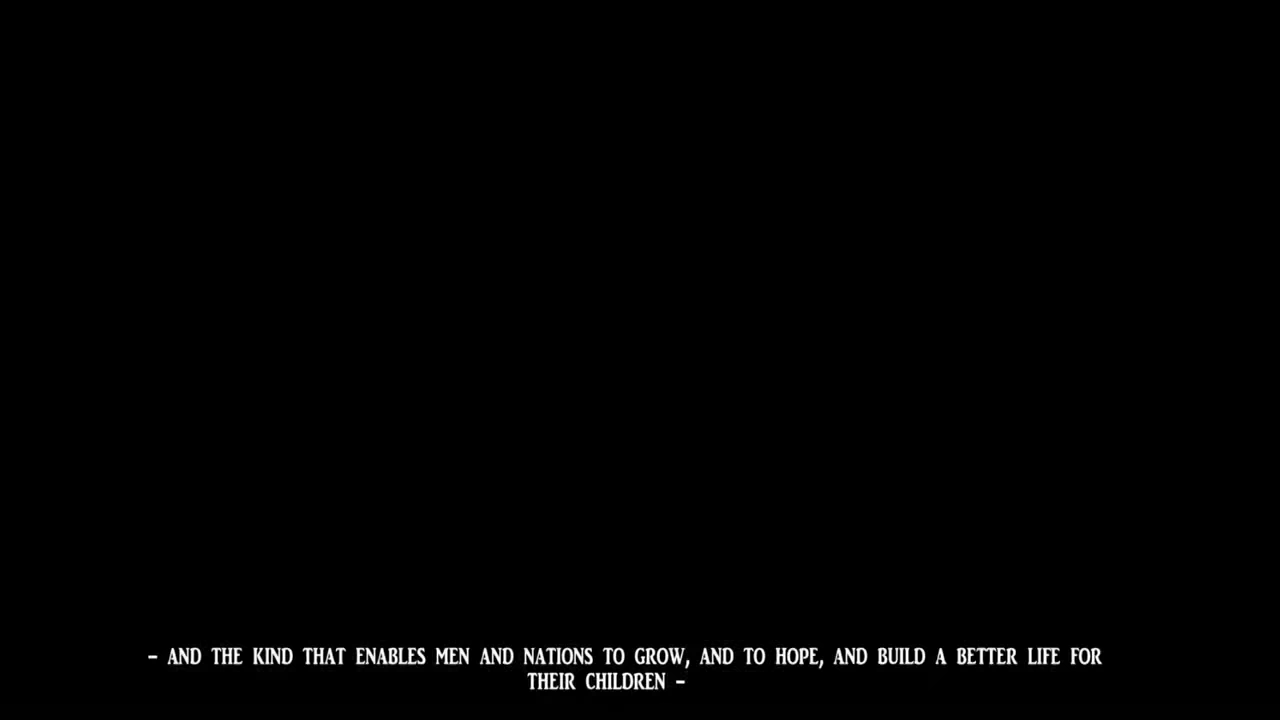 - AND THE KIND THAT ENABLES MEN AND NATIONS TO GROW, AND TO HOPE, AND BUILD A BETTER LIFE FOR
THEIR CHILDREN -